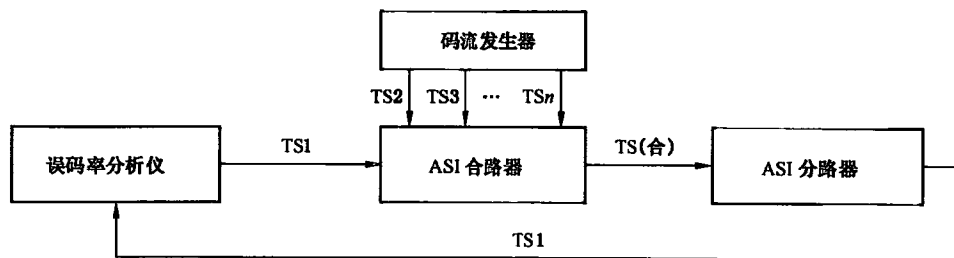 码流发生器
TS2 TS3 … TSn
误码率分析仪
TS1
ASI 合路器
TS(合)
ASI 分路器
TS1